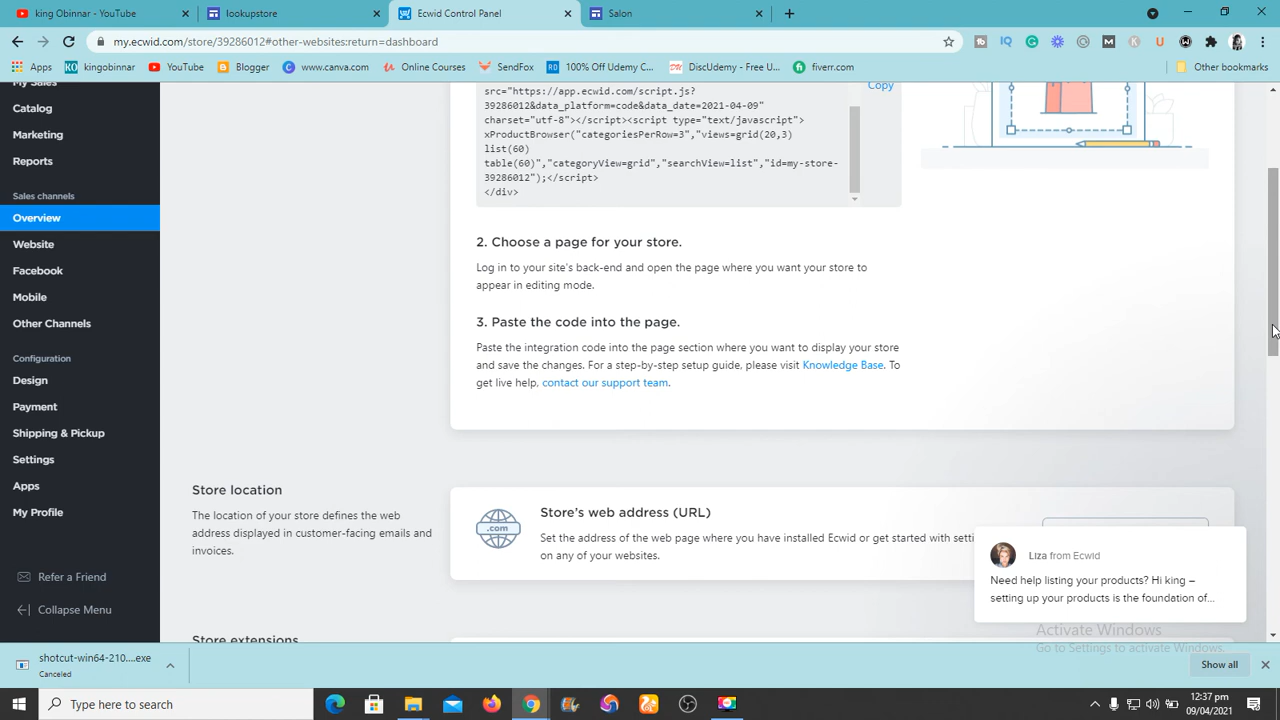 king Obinnar - YouTube
lookupstore
Ecwid Control Panel
Salon
my.ecwid.com/store/39286012#other-websites:return=dashboard
Apps
kingobinnar
YouTube
Blogger
www.canva.com
Online Courses
SendFox
100% Off Udemy C...
DiscUdemy - Udem...
fiverr.com
Other bookmarks
My Sales
Catalog
Marketing
Reports
Sales channels
Overview
Website
Facebook
Mobile
Other Channels
Configuration
Design
Payment
Shipping & Pickup
Settings
Apps
My Profile
Refer a Friend
Collapse Menu
src="https://app.ecwid.com/script.js?
39286012&data_platform=code&data_date=2021-04-09"
charset="utf-8"></script><script type="text/javascript">
xProductBrowser("categoriesPerRow=3","views=grid(20,3)
list(60)
table(60)","categoryView=grid","searchView=list","id=my-store-
39286012");</script>
</div>
Copy
2. Choose a page for your store.
Log in to your site's back-end and open the page where you want your store to
appear in editing mode.
3. Paste the code into the page.
Paste the integration code into the page section where you want to display your store
and save the changes. For a step-by-step setup guide, please visit Knowledge Base. To
get live help, contact our support team.
Store location
The location of your store defines the web
address displayed in customer-facing emails and
invoices.
.com
Store's web address (URL)
Set the address of the web page where you have installed Ecwid or get started with setti
on any of your websites.
Store extensions
Liza from Ecwid
Need help listing your products? Hi king –
setting up your products is the foundation of...
Activate Windows
Go to Settings to activate Windows.
shotcut-win64-210....exe
Canceled
Show all
Type here to search
12:37 pm
09/04/2021